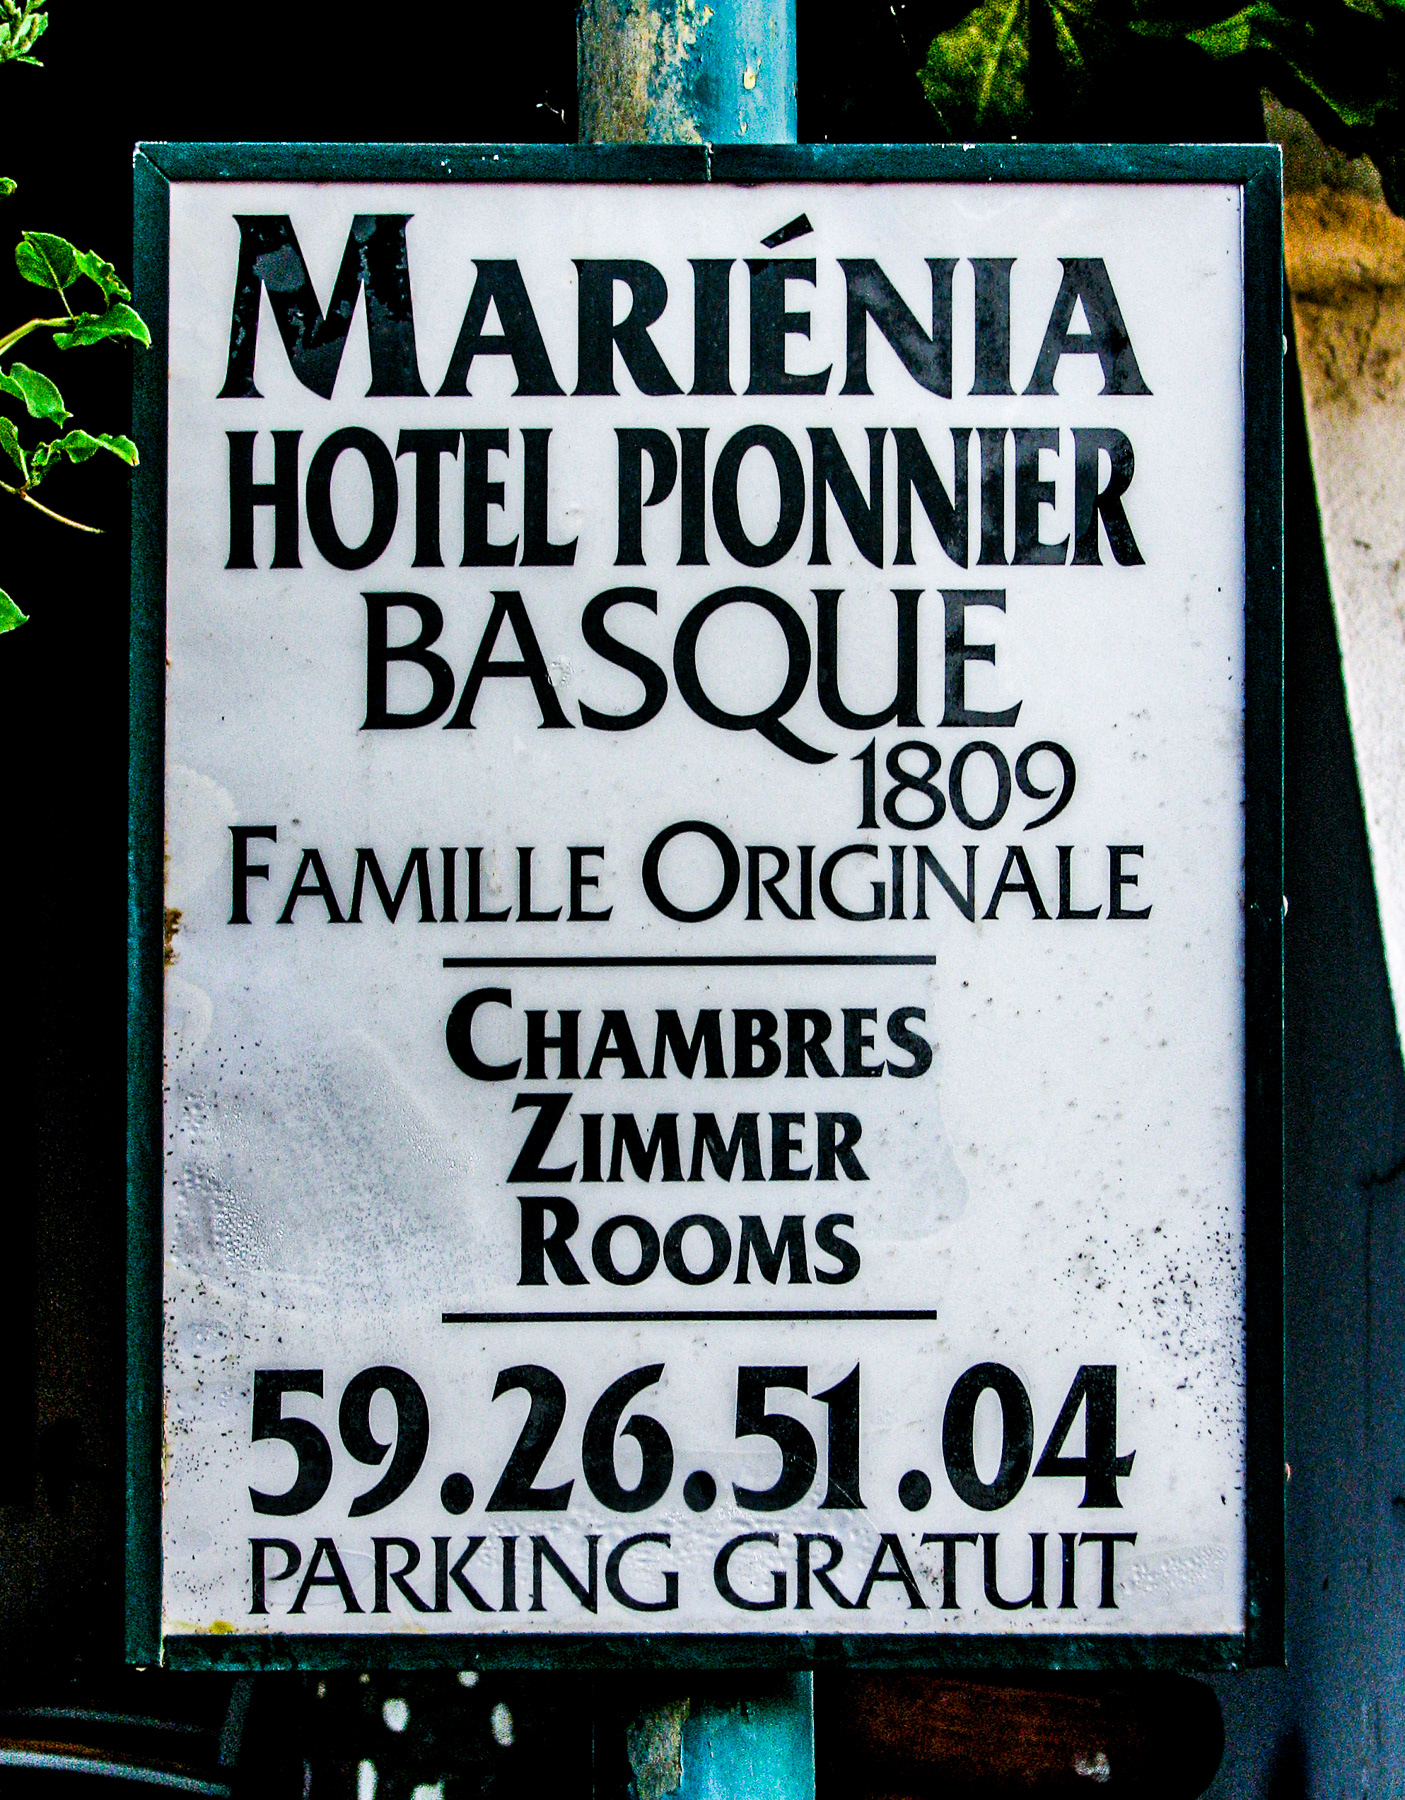 MARIÉNIA
HOTEL PIONNIER
BASQUE
1809
FAMILLE ORIGINALE
CHAMBRES
ZIMMER
ROOMS
59.26.51.04
PARKING GRATUIT